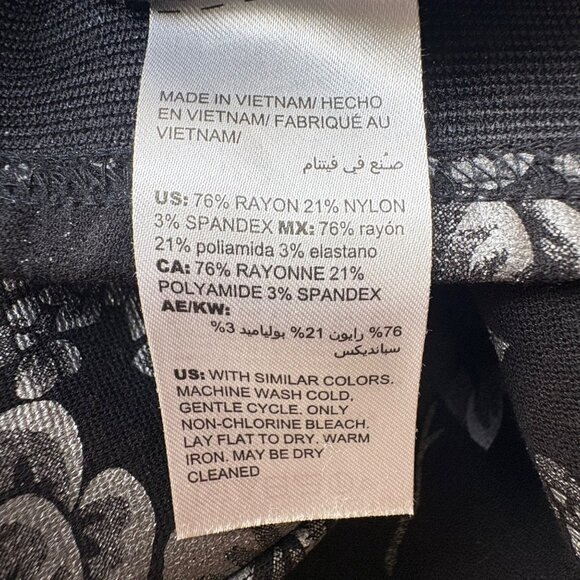 MADE IN VIETNAM/ HECHO
EN VIETNAM/ FABRIQUÉ AU
VIETNAM/
صنع في فيتنام
US: 76% RAYON 21% NYLON
3% SPANDEX MX: 76% rayón
21% poliamida 3% elastano
CA: 76% RAYONNE 21%
POLYAMIDE 3% SPANDEX
AE/KW:
76% رايون 21% بولياميد 3%
سباندیکس
US: WITH SIMILAR COLORS.
MACHINE WASH COLD,
GENTLE CYCLE. ONLY
NON-CHLORINE BLEACH.
LAY FLAT TO DRY. WARM
IRON. MAY BE DRY
CLEANED